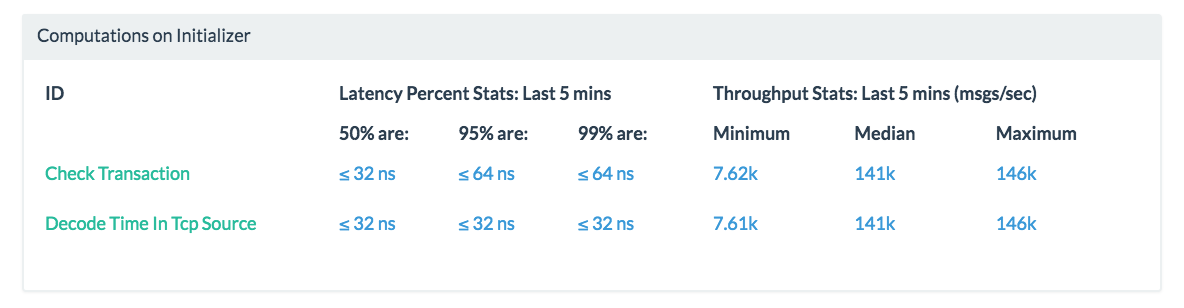 Computations on Initializer
ID Latency Percent Stats: Last 5 mins Throughput Stats: Last 5 mins (msgs/sec)
50% are: 95% are: 99% are: Minimum Median Maximum
Check Transaction ≤ 32 ns ≤ 64 ns ≤ 64 ns 7.62k 141k 146k
Decode Time In Tcp Source ≤ 32 ns ≤ 32 ns ≤ 32 ns 7.61k 141k 146k